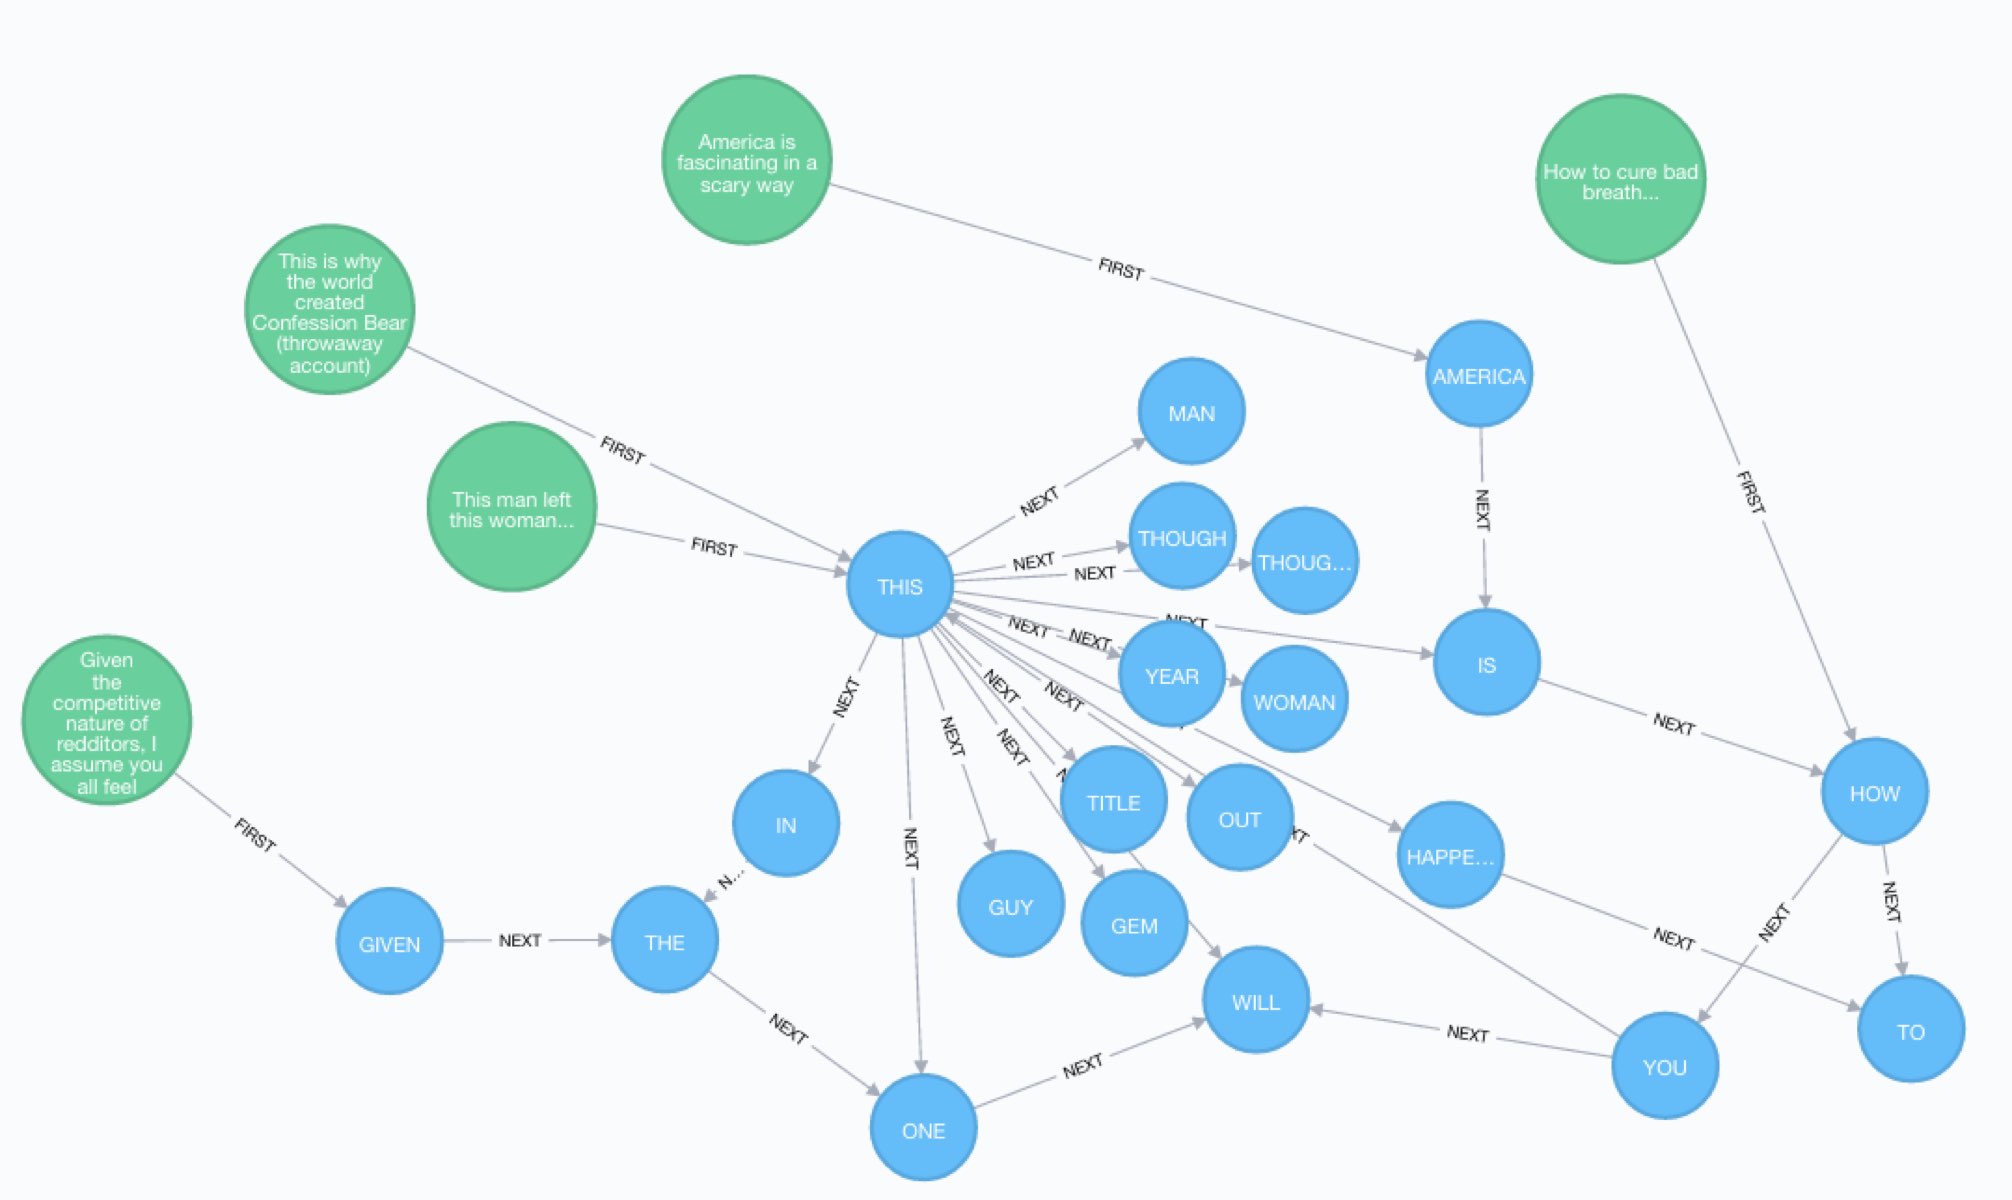 America is
fascinating in a
scary way
How to cure bad
breath...
This is why
the world
created
Confession Bear
(throwaway
account)
FIRST
AMERICA
MAN
FIRST
This man left
this woman...
FIRST
NEXT
NEXT
FIRST
THOUGH
NEXT
THOUG...
NEXT
THIS
NEXT
NEXT
NEXT
IS
YEAR
WOMAN
Given
the
competitive
nature of
redditors, I
assume you
all feel
NEXT
NEXT
NEXT
NEXT
NEXT
NEXT
HOW
TITLE
OUT
IN
FIRST
NEXT
HAPPE...
N...
NEXT
GUY
GEM
NEXT
NEXT
GIVEN
NEXT
THE
NEXT
WILL
NEXT
NEXT
TO
NEXT
YOU
ONE